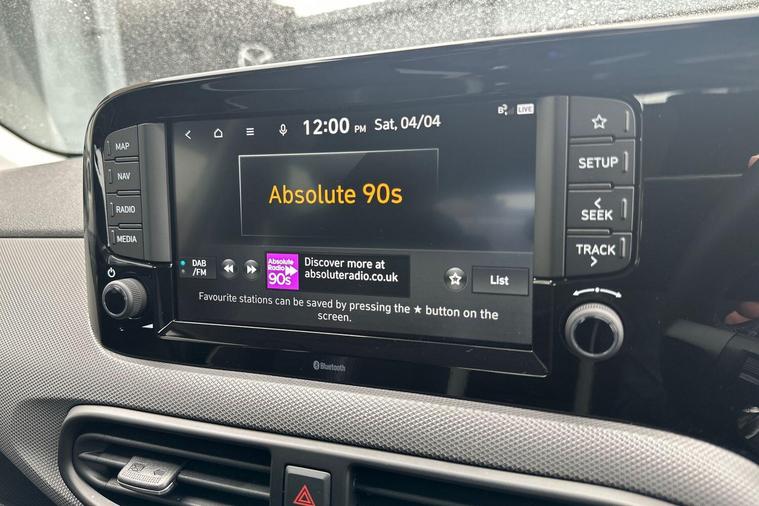 12:00 PM Sat, 04/04
LIVE
MAP
NAV
RADIO
MEDIA
Absolute 90s
SETUP
< SEEK
TRACK >
DAB
/FM
Absolute
Radio
90s
Discover more at
absoluteradio.co.uk
List
Favourite stations can be saved by pressing the ★ button on the
screen.
Bluetooth